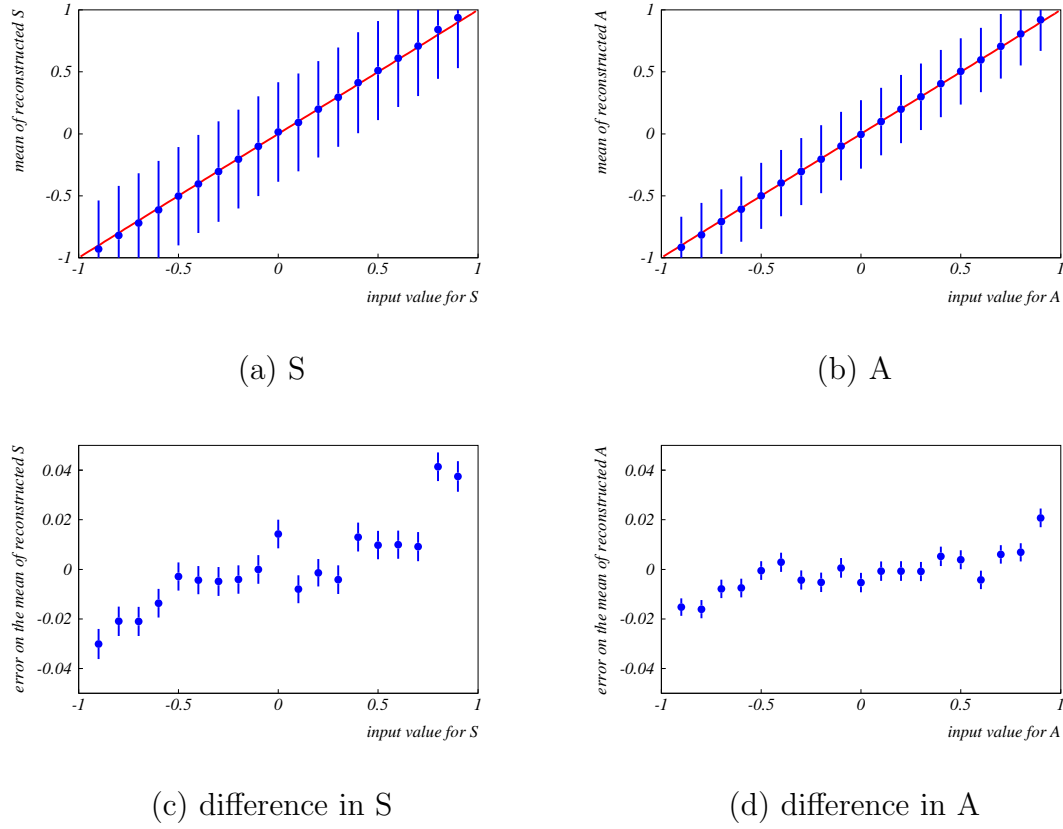 mean of reconstructed S
1
0.5
0
-0.5
-1
-1 -0.5 0 0.5 1
input value for S
(a) S
mean of reconstructed A
1
0.5
0
-0.5
-1
-1 -0.5 0 0.5 1
input value for A
(b) A
error on the mean of reconstructed S
0.04
0.02
0
-0.02
-0.04
-1 -0.5 0 0.5 1
input value for S
(c) difference in S
error on the mean of reconstructed A
0.04
0.02
0
-0.02
-0.04
-1 -0.5 0 0.5 1
input value for A
(d) difference in A